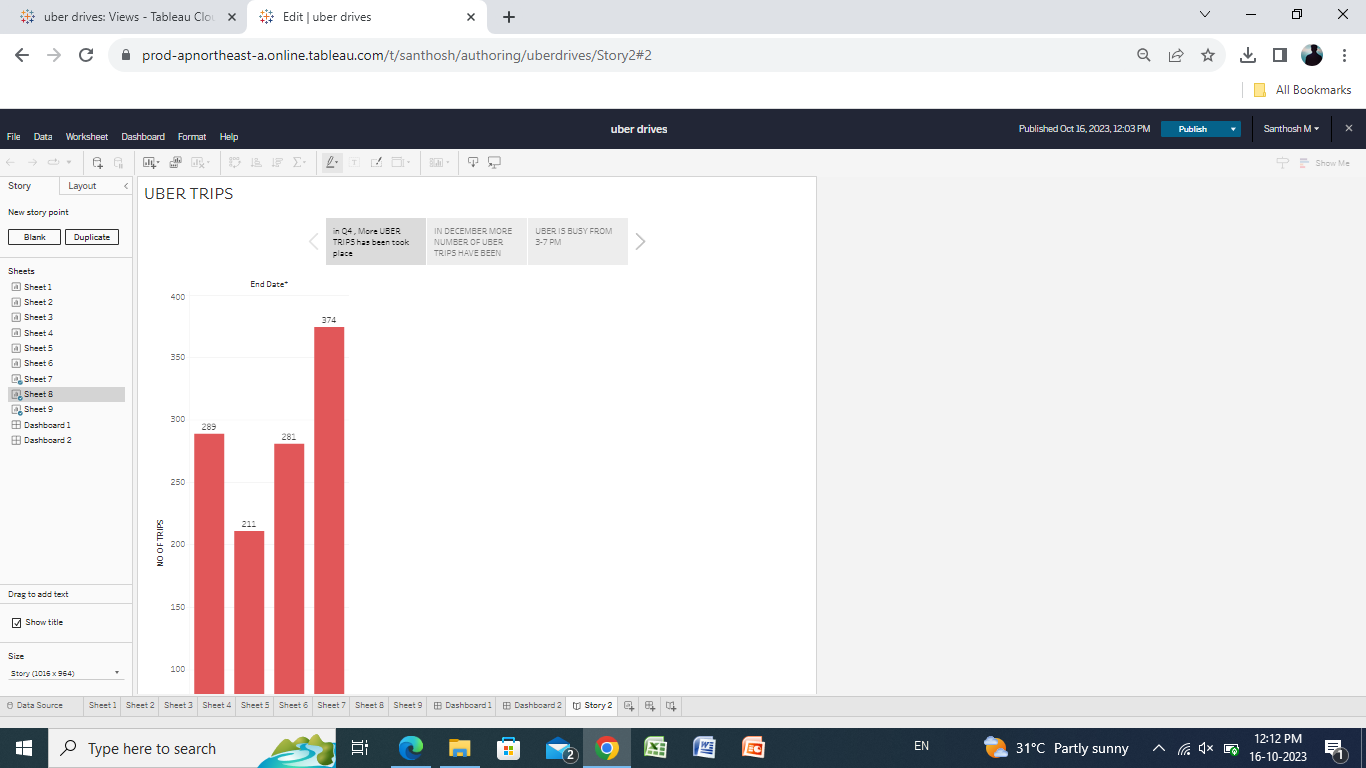 uber drives: Views - Tableau Clou
Edit | uber drives
prod-apnortheast-a.online.tableau.com/t/santhosh/authoring/uberdrives/Story2#2
All Bookmarks
File Data Worksheet Dashboard Format Help
uber drives
Published Oct 16, 2023, 12:03 PM
Publish
Santhosh M
Show Me
Story Layout
New story point
Blank Duplicate
Sheets
Sheet 1
Sheet 2
Sheet 3
Sheet 4
Sheet 5
Sheet 6
Sheet 7
Sheet 8
Sheet 9
Dashboard 1
Dashboard 2
Drag to add text
Show title
Size
Story (1016 x 964)
UBER TRIPS
in Q4 , More UBER
TRIPS has been took
place
IN DECEMBER MORE
NUMBER OF UBER
TRIPS HAVE BEEN
UBER IS BUSY FROM
3-7 PM
End Date*
400
350
300
250
200
150
100
NO OF TRIPS
289
211
281
374
Data Source Sheet 1 Sheet 2 Sheet 3 Sheet 4 Sheet 5 Sheet 6 Sheet 7 Sheet 8 Sheet 9 Dashboard 1 Dashboard 2 Story 2
Type here to search
2
EN
31°C Partly sunny
12:12 PM
16-10-2023
1